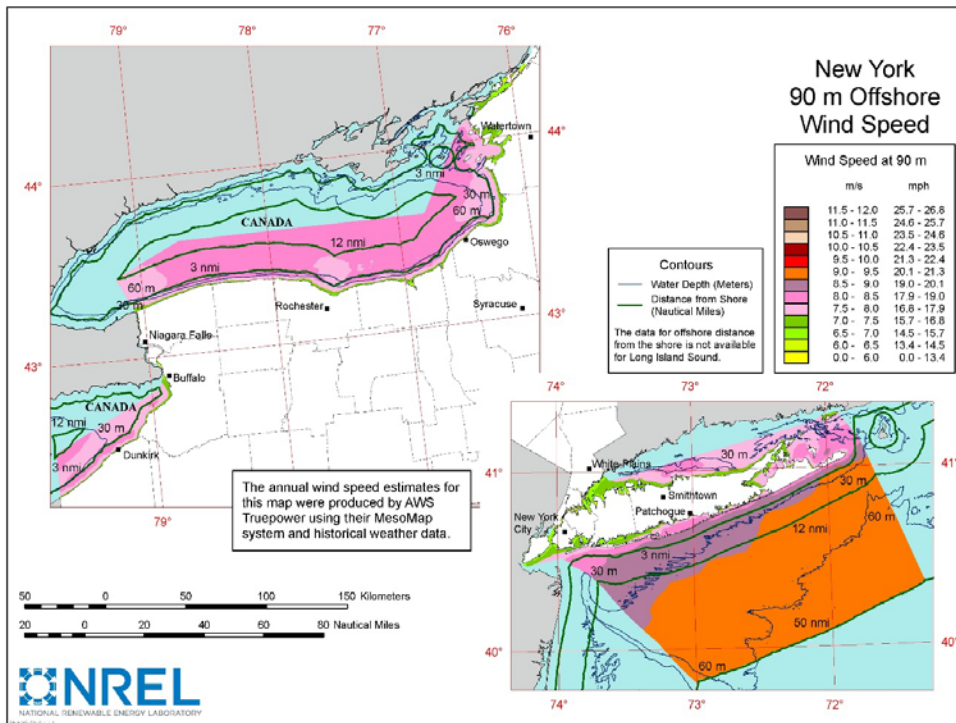 79°
78°
77°
76°
44°
44°
43°
43°
79°
Watertown
3 nmi
30 m
60 m
CANADA
12 nmi
Oswego
3 nmi
60 m
30 m
Rochester
Syracuse
Niagara Falls
Buffalo
CANADA
12 nmi
30 m
3 nmi
Dunkirk
New York
90 m Offshore
Wind Speed
Wind Speed at 90 m
m/s mph
11.5 - 12.0 25.7 - 26.8
11.0 - 11.5 24.6 - 25.7
10.5 - 11.0 23.5 - 24.6
10.0 - 10.5 22.4 - 23.5
9.5 - 10.0 21.3 - 22.4
9.0 - 9.5 20.1 - 21.3
8.5 - 9.0 19.0 - 20.1
8.0 - 8.5 17.9 - 19.0
7.5 - 8.0 16.8 - 17.9
7.0 - 7.5 15.7 - 16.8
6.5 - 7.0 14.5 - 15.7
6.0 - 6.5 13.4 - 14.5
0.0 - 6.0 0.0 - 13.4
Contours
Water Depth (Meters)
Distance from Shore
(Nautical Miles)
The data for offshore distance
from the shore is not available
for Long Island Sound.
74°
73°
72°
41°
41°
40°
40°
74°
73°
72°
White Plains
30 m
Smithtown
Patchogue
New York
City
30 m
60 m
12 nmi
3 nmi
30 m
50 nmi
60 m
The annual wind speed estimates for
this map were produced by AWS
Truepower using their MesoMap
system and historical weather data.
50 0 50 100 150 Kilometers
20 0 20 40 60 80 Nautical Miles
NREL
NATIONAL RENEWABLE ENERGY LABORATORY